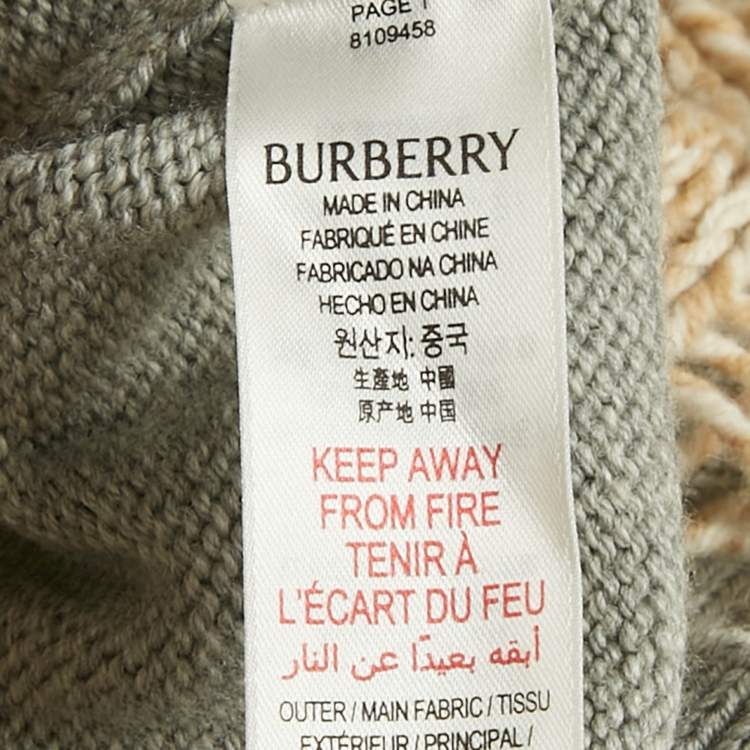 PAGE 1
8109458
BURBERRY
MADE IN CHINA
FABRIQUÉ EN CHINE
FABRICADO NA CHINA
HECHO EN CHINA
원산지: 중국
生產地 中國
原产地 中国
KEEP AWAY
FROM FIRE
TENIR À
L'ÉCART DU FEU
أبقه بعيدًا عن النار
OUTER / MAIN FABRIC / TISSU
EXTÉRIEUR / PRINCIPAL /